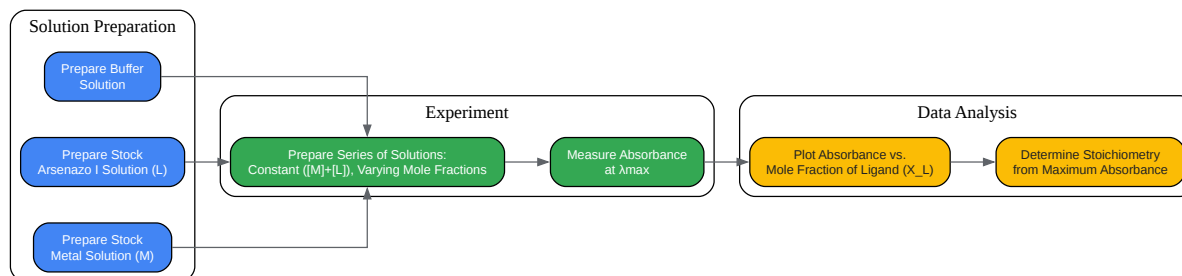 Solution Preparation
Prepare Buffer
Solution
Prepare Stock
Arsenazo I Solution (L)
Prepare Stock
Metal Solution (M)
Experiment
Prepare Series of Solutions:
Constant ([M]+[L]), Varying Mole Fractions
Measure Absorbance
at λmax
Data Analysis
Plot Absorbance vs.
Mole Fraction of Ligand (X_L)
Determine Stoichiometry
from Maximum Absorbance